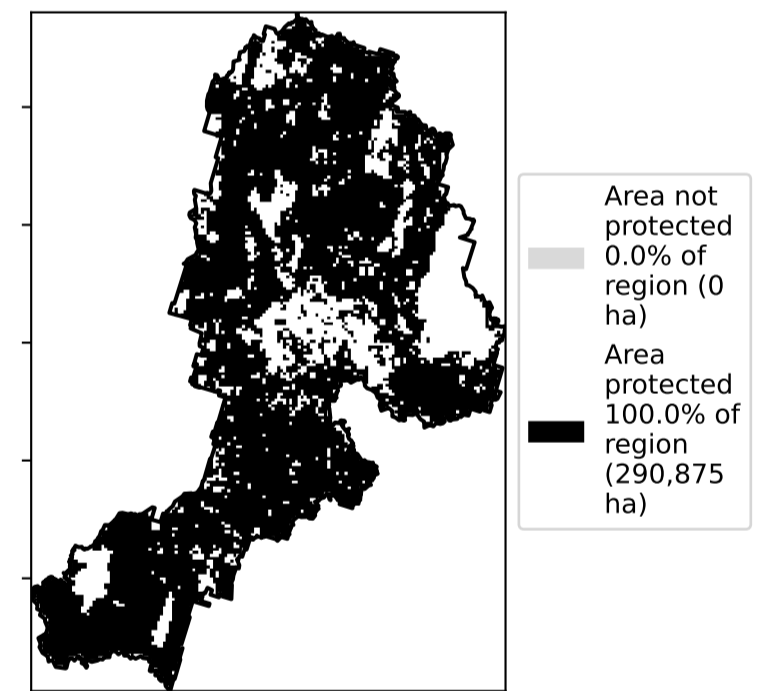 Area not
protected
0.0% of
region (0
ha)
Area
protected
100.0% of
region
(290,875
ha)